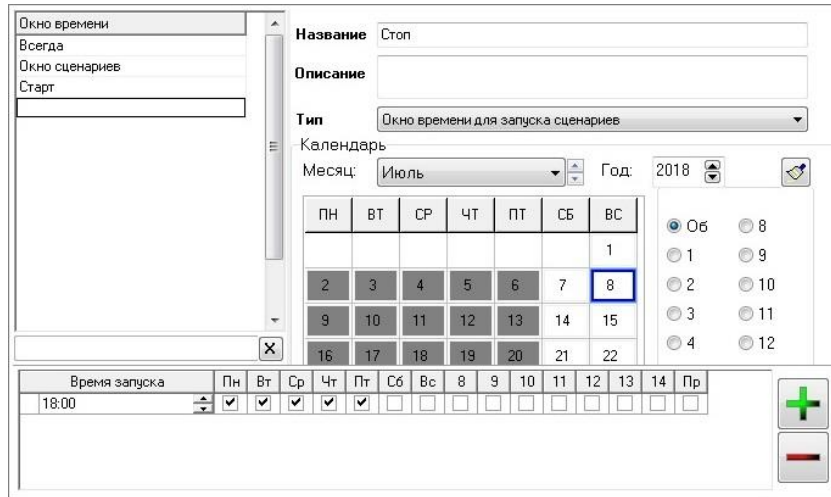 Окно времени
Всегда
Окно сценариев
Старт
Название Стоп
Описание
Тип Окно времени для запуска сценариев
Календарь
Месяц: Июль Год: 2018
ПН ВТ СР ЧТ ПТ СБ ВС
1
2 3 4 5 6 7 8
9 10 11 12 13 14 15
16 17 18 19 20 21 22
Об 8
1 9
2 10
3 11
4 12
X
Время запуска Пн Вт Ср Чт Пт Сб Вс 8 9 10 11 12 13 14 Пр
18:00